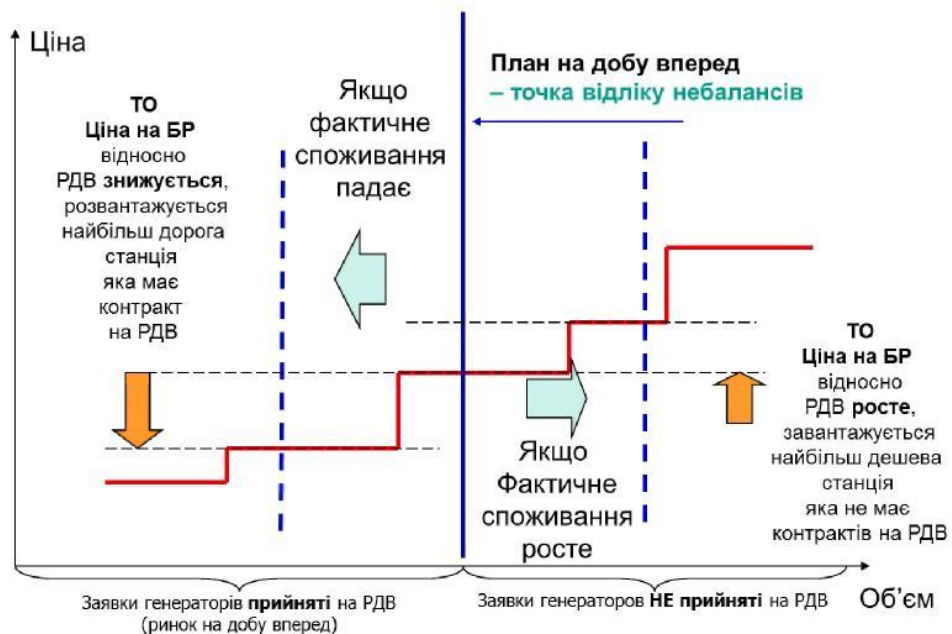 Ціна
ТО
Ціна на БР
відносно
РДВ знижується,
розвантажується
найбільш дорога
станція
яка має
контракт
на РДВ
Якщо
фактичне
споживання
падає
План на добу вперед
– точка відліку небалансів
Якщо
Фактичне
споживання
росте
ТО
Ціна на БР
відносно
РДВ росте,
завантажується
найбільш дешева
станція
яка не має
контрактів на РДВ
Заявки генераторів прийняті на РДВ
(ринок на добу вперед)
Заявки генераторов НЕ прийняті на РДВ
Об’єм